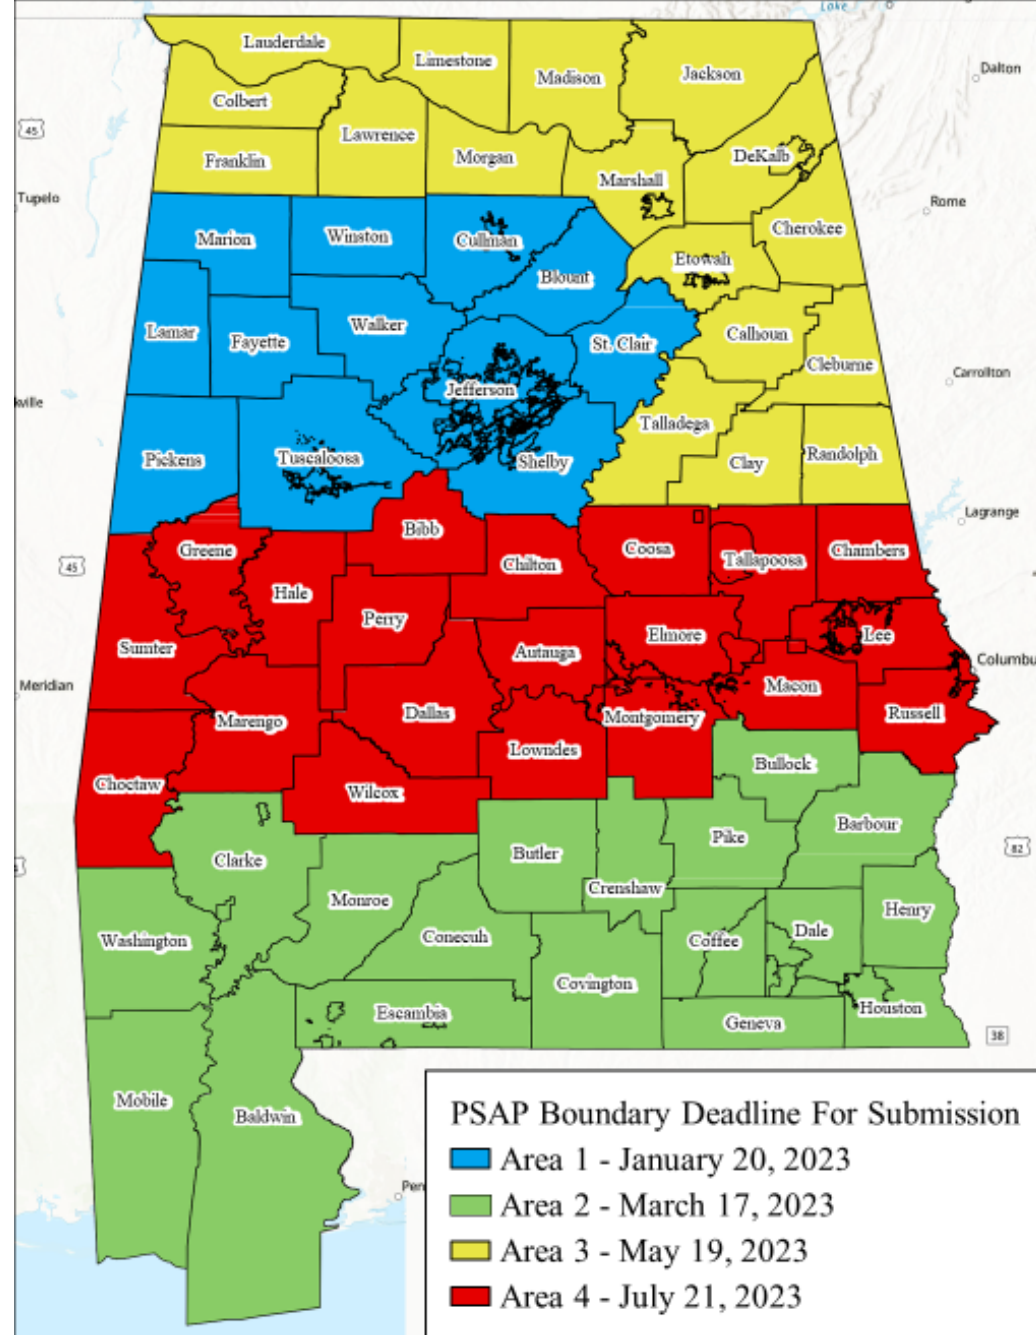 Lake
Lauderdale
Limestone
Madison
Jackson
Dalton
Colbert
45
Lawrence
Franklin
Morgan
DeKalb
Marshall
Tupelo
Rome
Cherokee
Marion
Winston
Cullman
Etowah
Blount
Lamar
Fayette
Walker
St. Clair
Calhoun
Cleburne
Carrollton
Jefferson
Talladega
Pickens
Tuscaloosa
Shelby
Clay
Randolph
Lagrange
45
Greene
Bibb
Chilton
Coosa
Tallapoosa
Chambers
Hale
Perry
Sumter
Autauga
Elmore
Lee
Columbu
Meridian
Marengo
Dallas
Montgomery
Macon
Russell
Lowndes
Choctaw
Wilcox
Bullock
Clarke
Butler
Pike
Barbour
82
Crenshaw
Monroe
Henry
Washington
Conecuh
Coffee
Dale
Covington
Escambia
Geneva
Houston
38
Mobile
Baldwin
Pen
PSAP Boundary Deadline For Submission
Area 1 - January 20, 2023
Area 2 - March 17, 2023
Area 3 - May 19, 2023
Area 4 - July 21, 2023